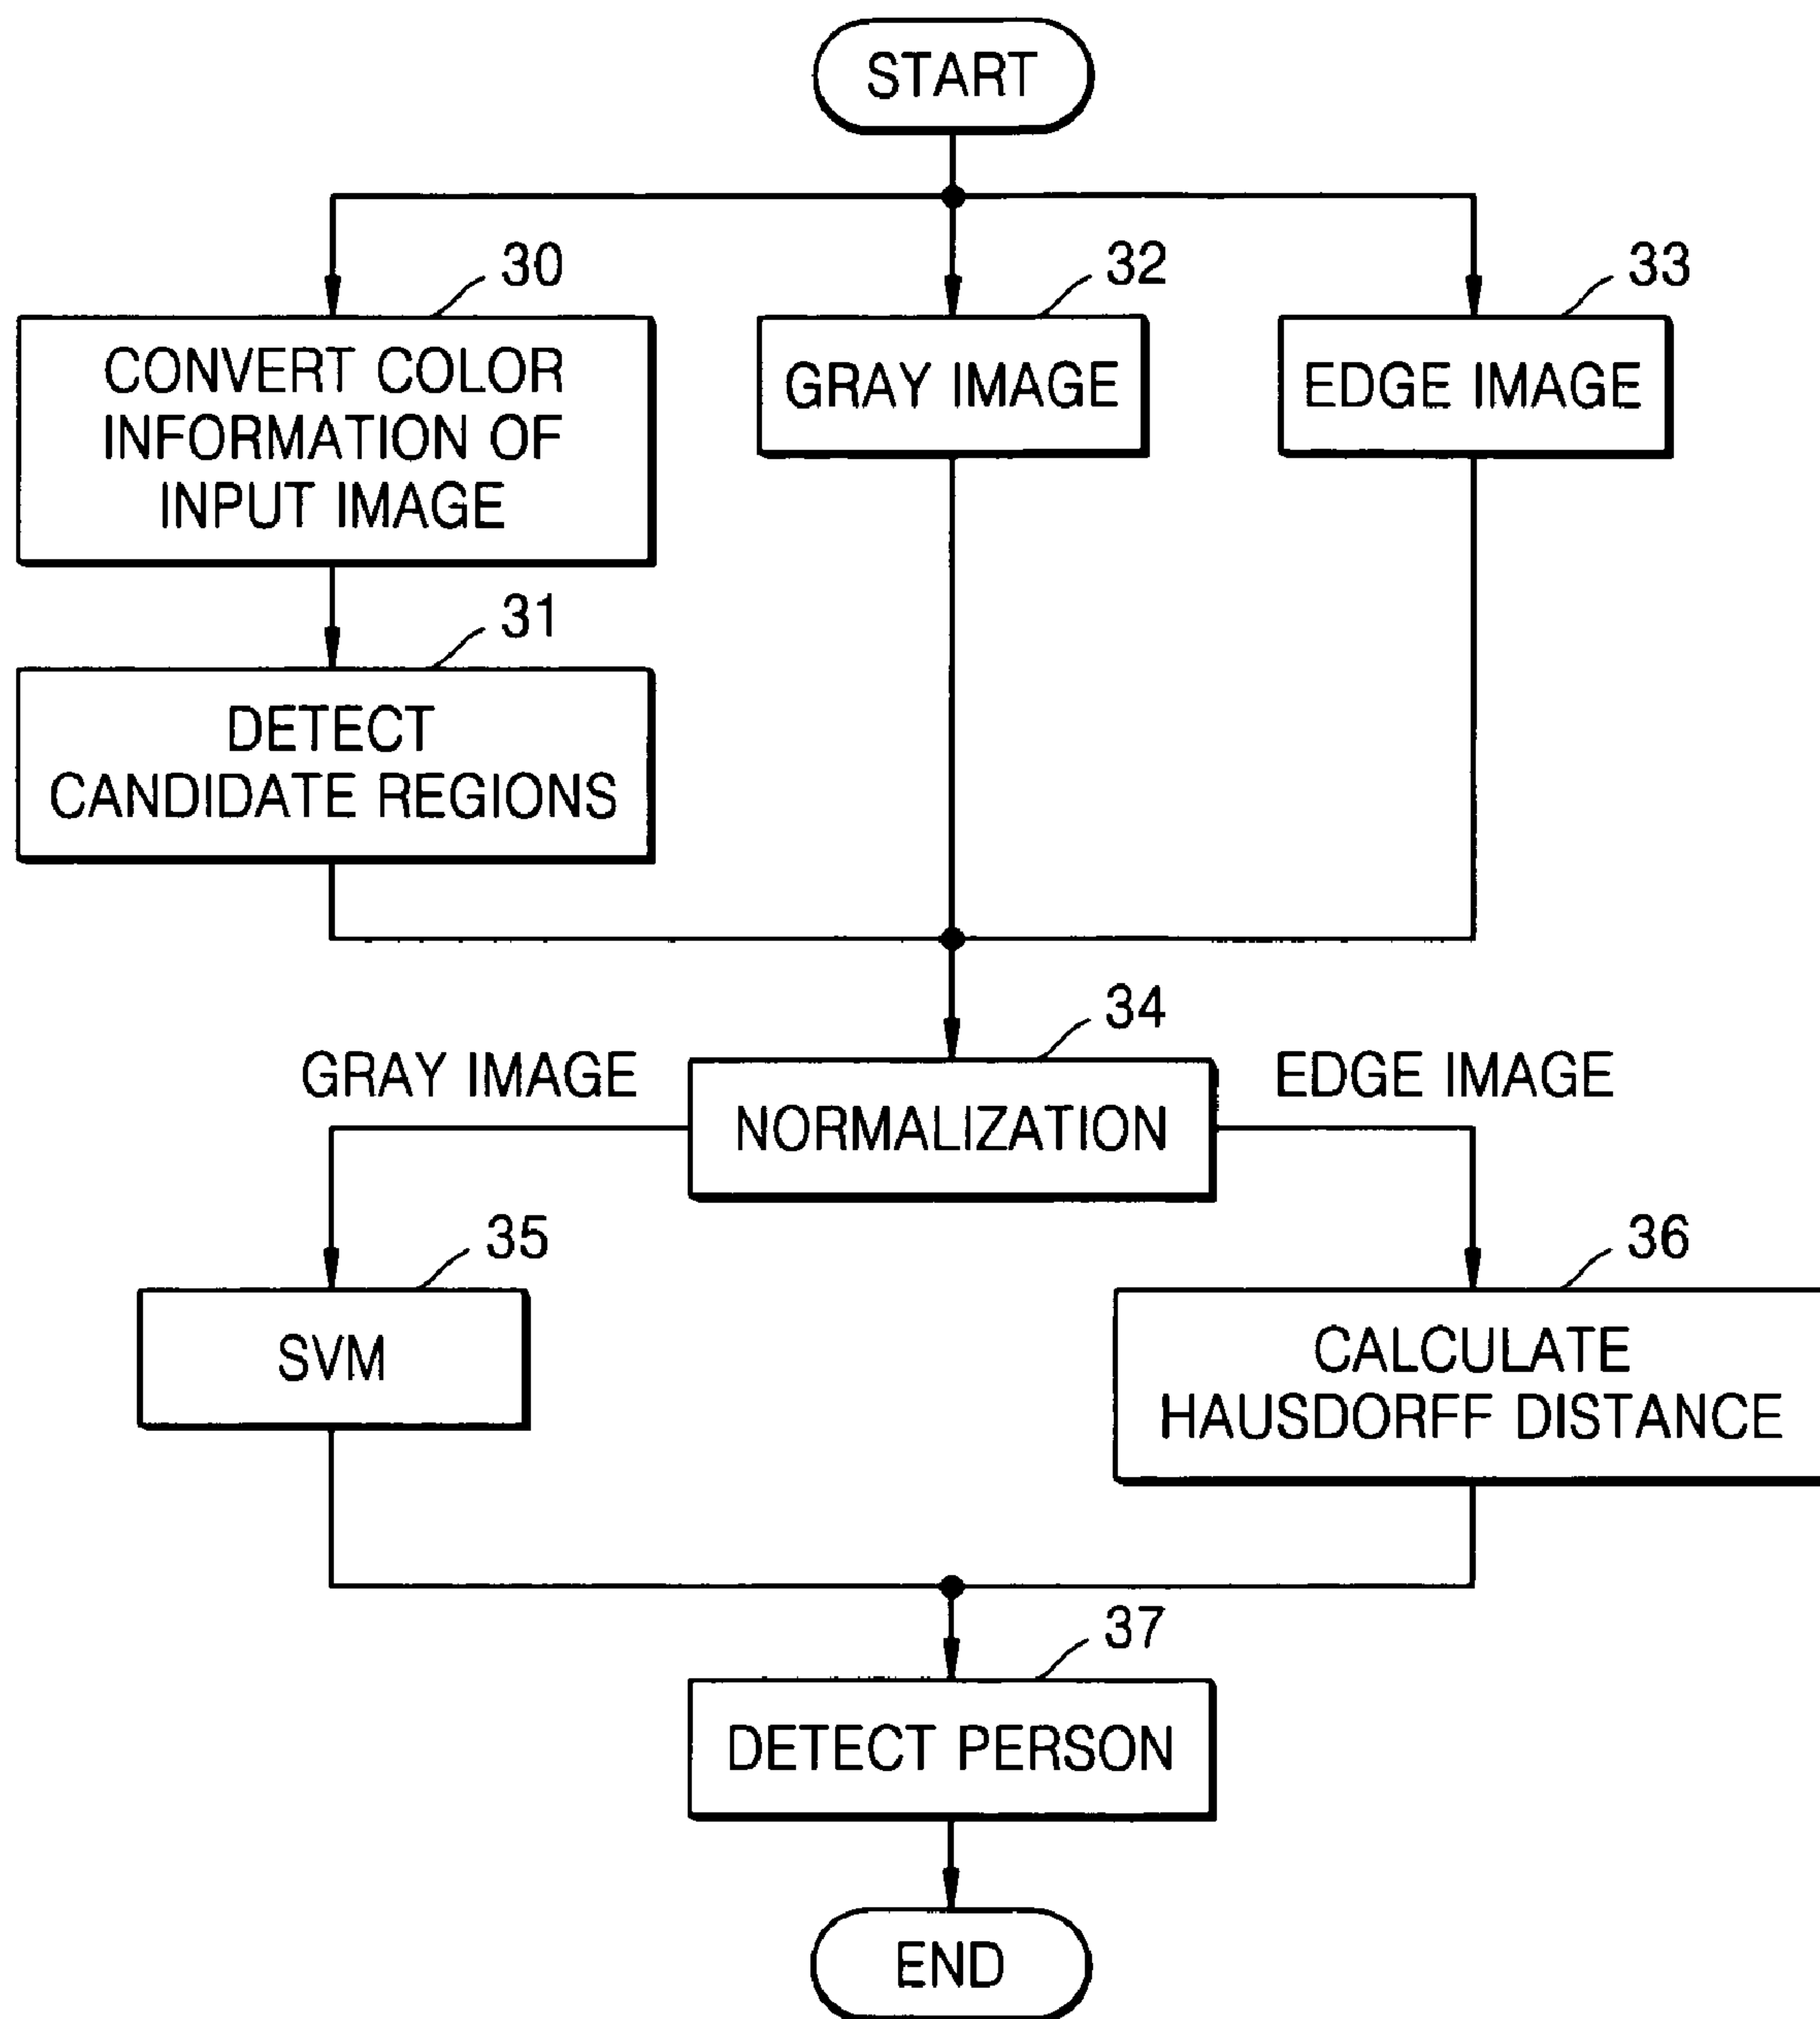 START
30
32
33
CONVERT COLOR
INFORMATION OF
INPUT IMAGE
GRAY IMAGE
EDGE IMAGE
31
DETECT
CANDIDATE REGIONS
34
GRAY IMAGE
NORMALIZATION
EDGE IMAGE
35
36
SVM
CALCULATE
HAUSDORFF DISTANCE
37
DETECT PERSON
END